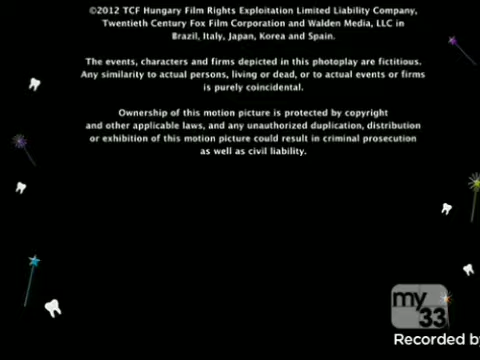 ©2012 TCF Hungary Film Rights Exploitation Limited Liability Company,
Twentieth Century Fox Film Corporation and Walden Media, LLC in
Brazil, Italy, Japan, Korea and Spain.
The events, characters and firms depicted in this photoplay are fictitious.
Any similarity to actual persons, living or dead, or to actual events or firms
is purely coincidental.
Ownership of this motion picture is protected by copyright
and other applicable laws, and any unauthorized duplication, distribution
or exhibition of this motion picture could result in criminal prosecution
as well as civil liability.
my
33
Recorded by